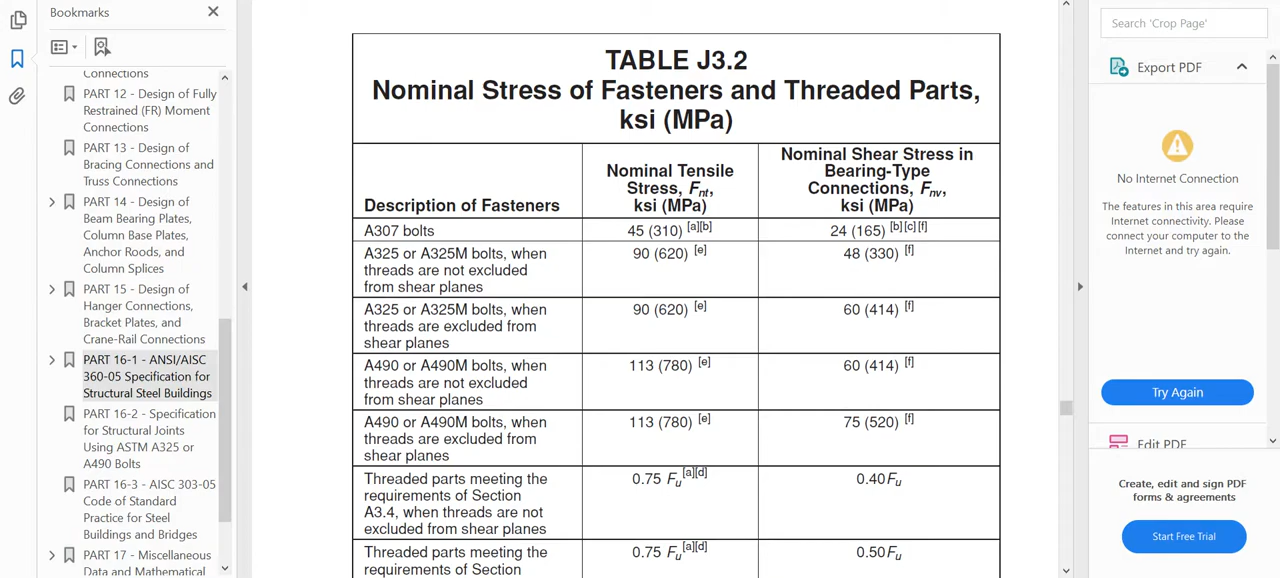 Bookmarks
Connections
PART 12 - Design of Fully
Restrained (FR) Moment
Connections
PART 13 - Design of
Bracing Connections and
Truss Connections
PART 14 - Design of
Beam Bearing Plates,
Column Base Plates,
Anchor Roods, and
Column Splices
PART 15 - Design of
Hanger Connections,
Bracket Plates, and
Crane-Rail Connections
PART 16-1 - ANSI/AISC
360-05 Specification for
Structural Steel Buildings
PART 16-2 - Specification
for Structural Joints
Using ASTM A325 or
A490 Bolts
PART 16-3 - AISC 303-05
Code of Standard
Practice for Steel
Buildings and Bridges
PART 17 - Miscellaneous
Data and Mathematical
TABLE J3.2
Nominal Stress of Fasteners and Threaded Parts,
ksi (MPa)
Description of Fasteners
Nominal Tensile
Stress, Fnt,
ksi (MPa)
Nominal Shear Stress in
Bearing-Type
Connections, Fnv,
ksi (MPa)
A307 bolts
45 (310) [a][b]
24 (165) [b][c][f]
A325 or A325M bolts, when
threads are not excluded
from shear planes
90 (620) [e]
48 (330) [f]
A325 or A325M bolts, when
threads are excluded from
shear planes
90 (620) [e]
60 (414) [f]
A490 or A490M bolts, when
threads are not excluded
from shear planes
113 (780) [e]
60 (414) [f]
A490 or A490M bolts, when
threads are excluded from
shear planes
113 (780) [e]
75 (520) [f]
Threaded parts meeting the
requirements of Section
A3.4, when threads are not
excluded from shear planes
0.75 Fu[a][d]
0.40Fu
Threaded parts meeting the
requirements of Section
0.75 Fu[a][d]
0.50Fu
Search 'Crop Page'
Export PDF
No Internet Connection
The features in this area require
Internet connectivity. Please
connect your computer to the
Internet and try again.
Try Again
Edit PDF
Create, edit and sign PDF
forms & agreements
Start Free Trial